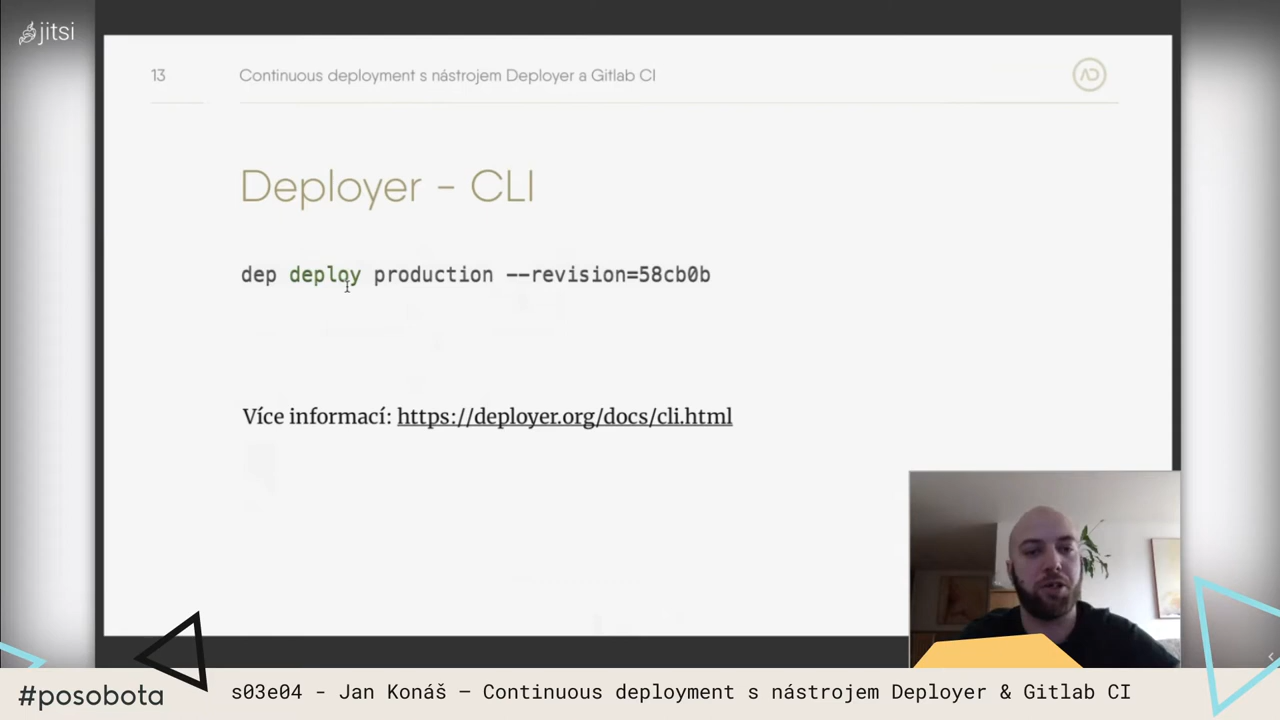 jitsi
13
Continuous deployment s nástrojem Deployer a Gitlab CI
Deployer - CLI
dep deploy production --revision=58cb0b
Více informací: https://deployer.org/docs/cli.html
#posobota
s03e04 - Jan Konáš – Continuous deployment s nástrojem Deployer & Gitlab CI